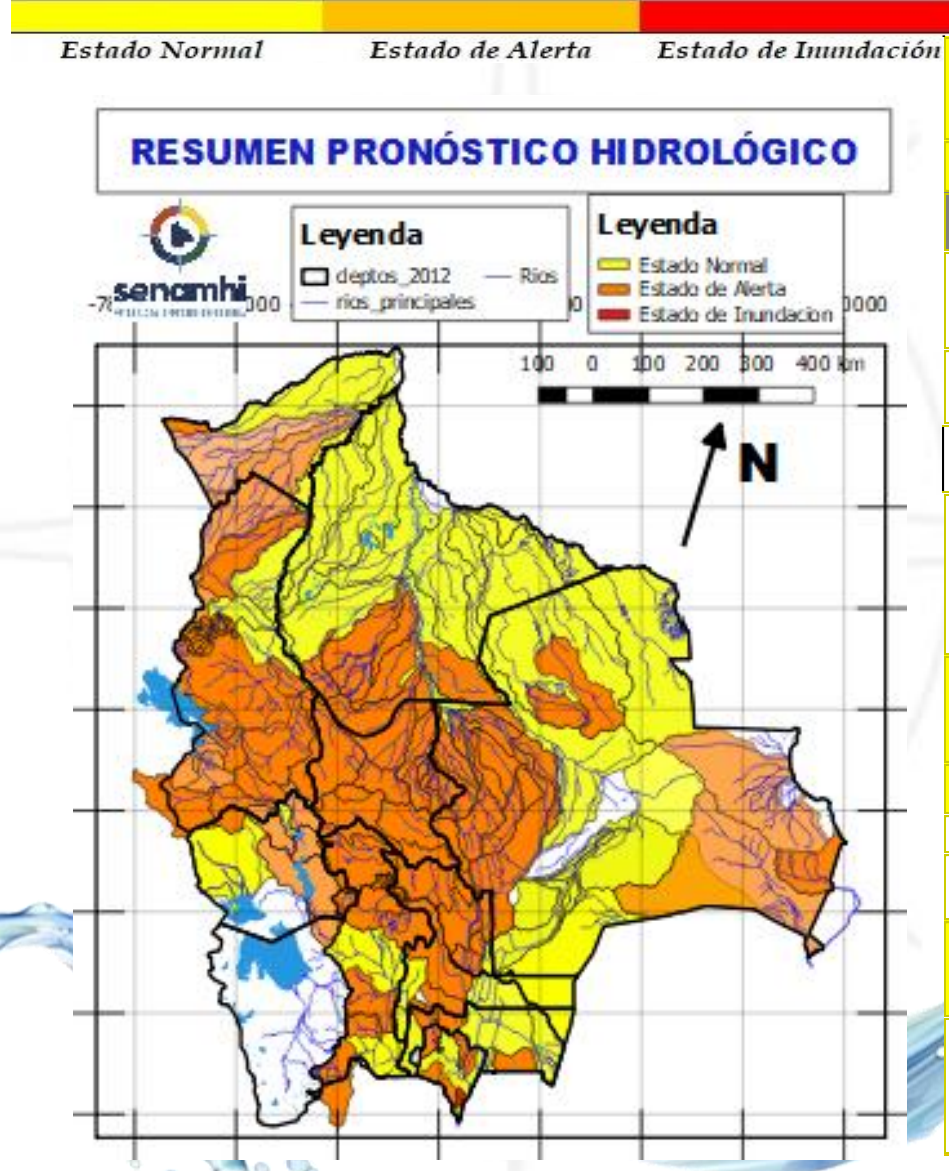 Estado Normal Estado de Alerta Estado de Inundación
RESUMEN PRONÓSTICO HIDROLÓGICO
senamhi
Leyenda
deptos_2012 Rios
rios_principales
Leyenda
Estado Normal
Estado de Alerta
Estado de Inundacion
100 0 100 200 300 400 km
N